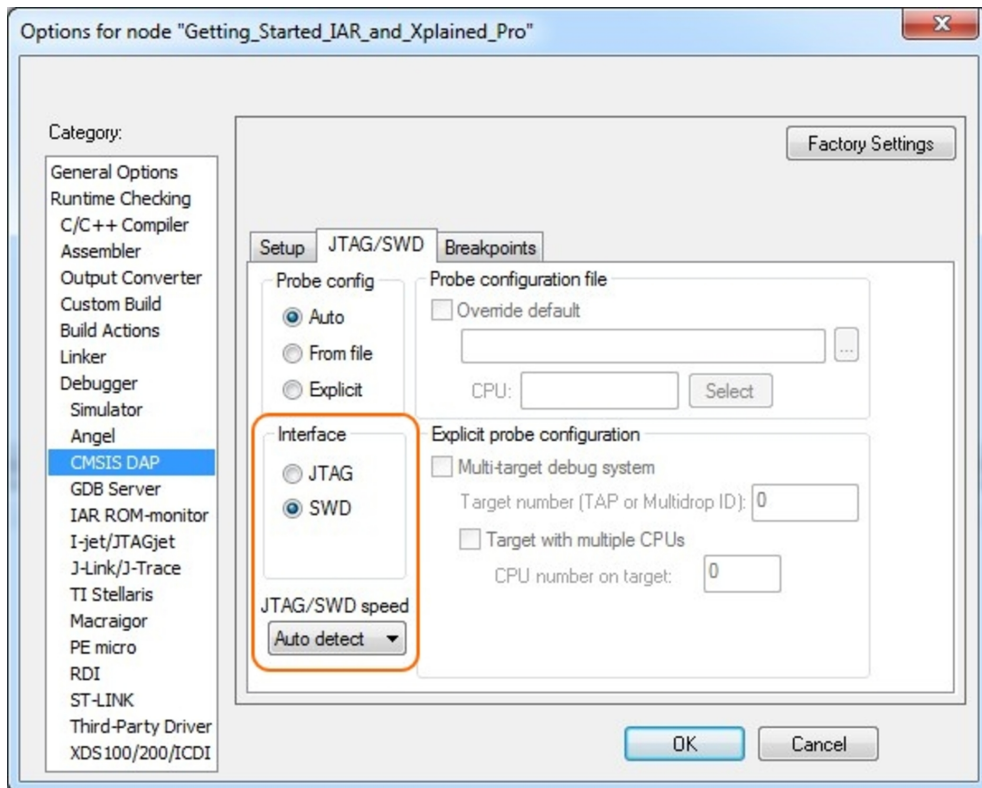 Options for node "Getting_Started_IAR_and_Xplained_Pro"
Category:
General Options
Runtime Checking
C/C++ Compiler
Assembler
Output Converter
Custom Build
Build Actions
Linker
Debugger
Simulator
Angel
CMSIS DAP
GDB Server
IAR ROM-monitor
I-jet/JTAGjet
J-Link/J-Trace
TI Stellaris
Macraigor
PE micro
RDI
ST-LINK
Third-Party Driver
XDS100/200/ICDI
Factory Settings
Setup JTAG/SWD Breakpoints
Probe config
Auto
From file
Explicit
Probe configuration file
Override default
...
CPU: Select
Interface
JTAG
SWD
JTAG/SWD speed
Auto detect
Explicit probe configuration
Multi-target debug system
Target number (TAP or Multidrop ID): 0
Target with multiple CPUs
CPU number on target: 0
OK Cancel